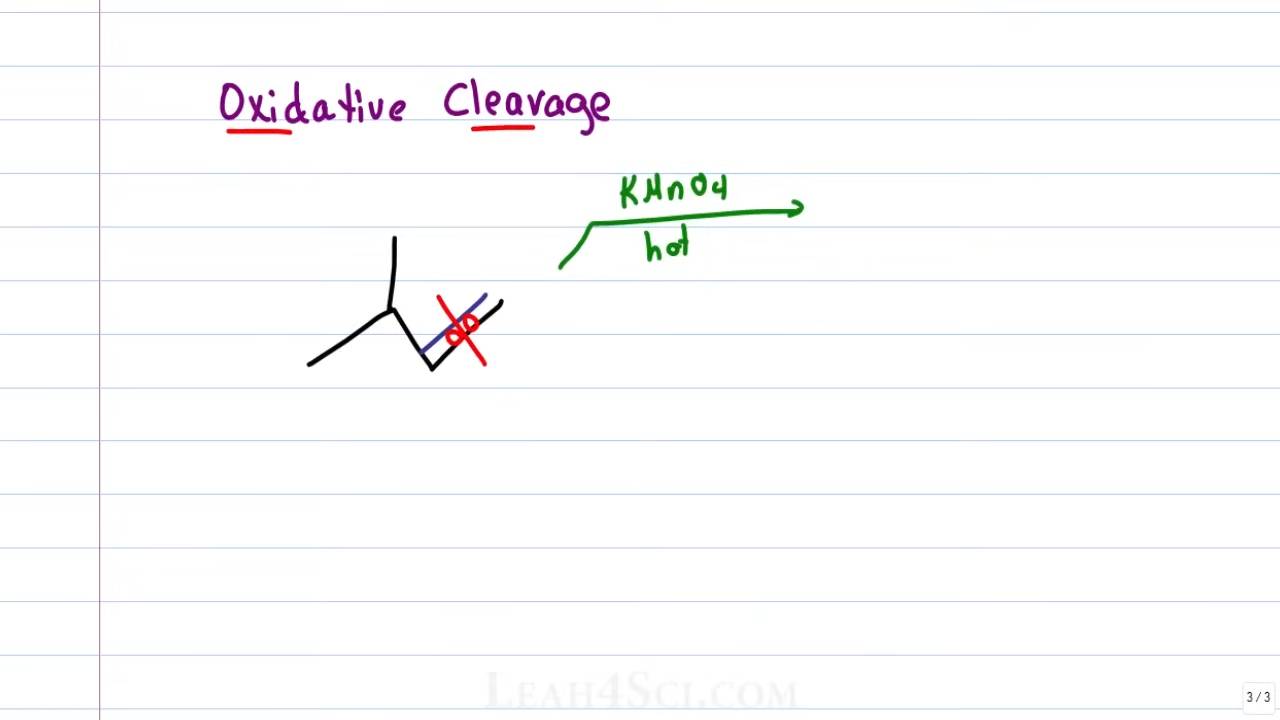 Oxidative Cleavage
KMnO4
hot
O O
LEAH4SCI.COM
3/3